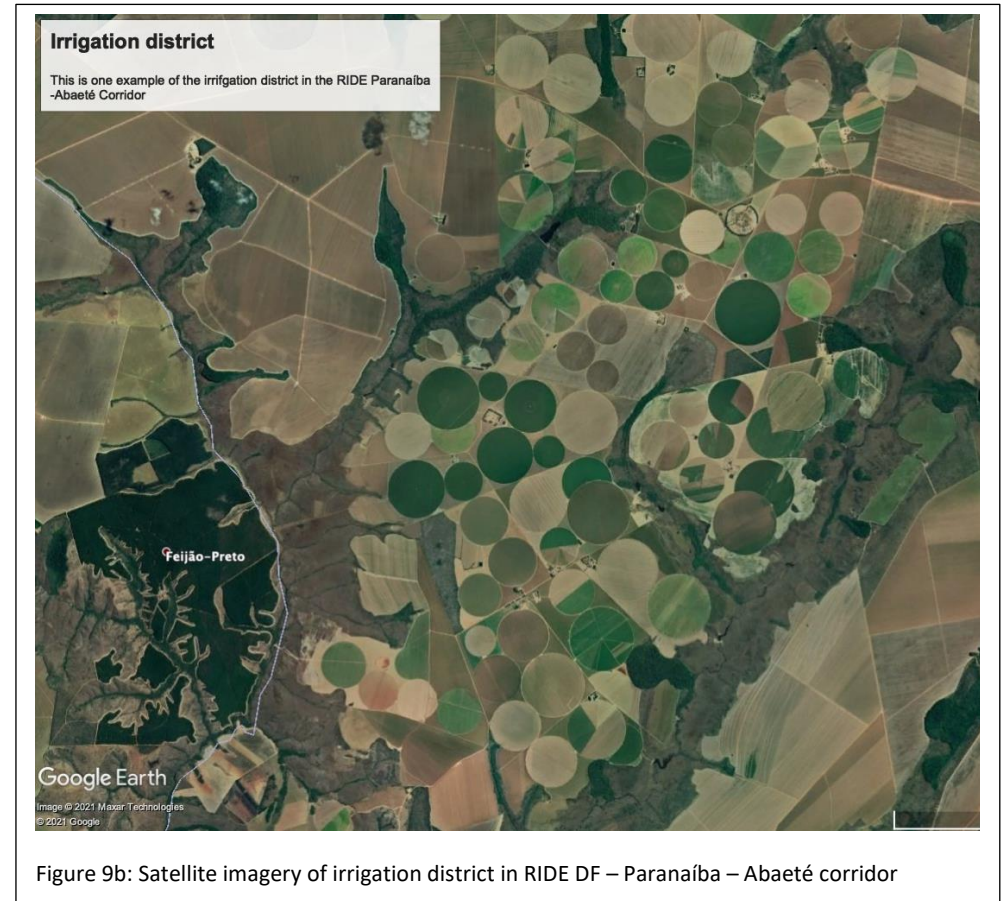 Irrigation district
This is one example of the irrifgation district in the RIDE Paranaíba
-Abaeté Corridor
Feijão-Preto
Google Earth
Image © 2021 Maxar Technologies
© 2021 Google
Figure 9b: Satellite imagery of irrigation district in RIDE DF – Paranaíba – Abaeté corridor